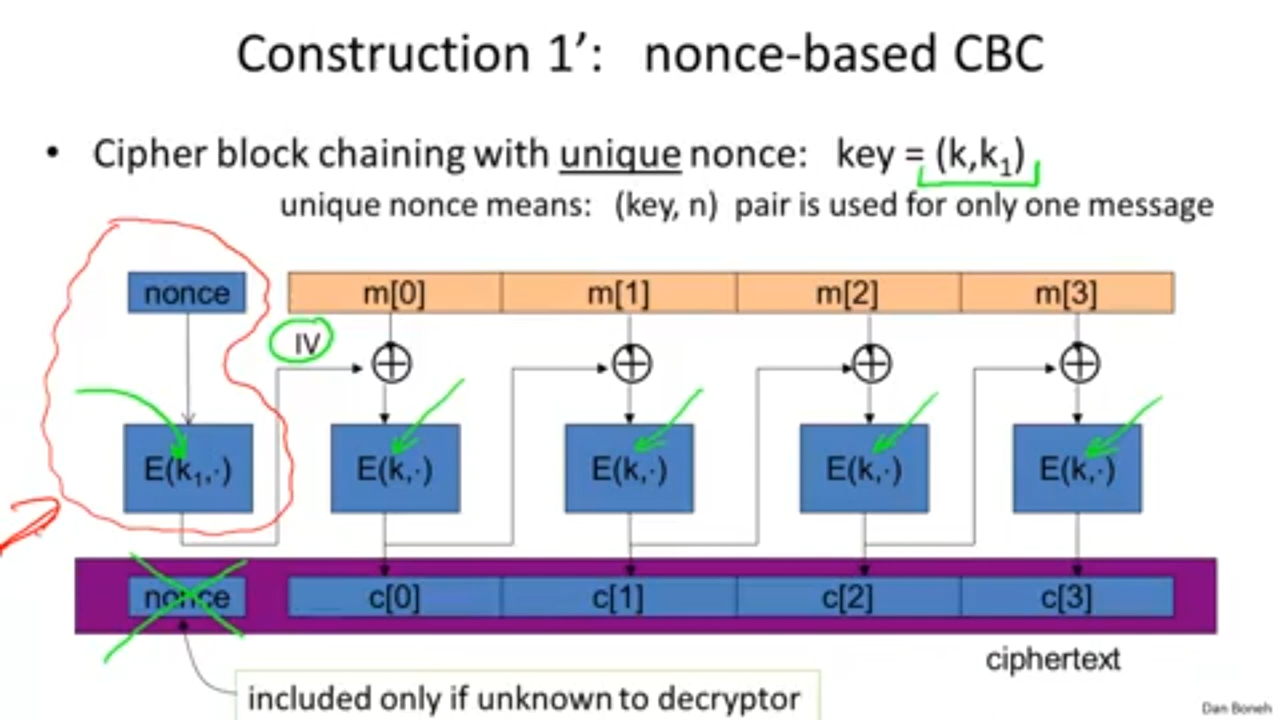 Construction 1’: nonce-based CBC
• Cipher block chaining with unique nonce: key = (k,k₁)
unique nonce means: (key, n) pair is used for only one message
nonce m[0] m[1] m[2] m[3]
IV
E(k₁,·) E(k,·) E(k,·) E(k,·) E(k,·)
nonce c[0] c[1] c[2] c[3]
ciphertext
included only if unknown to decryptor
Dan Boneh